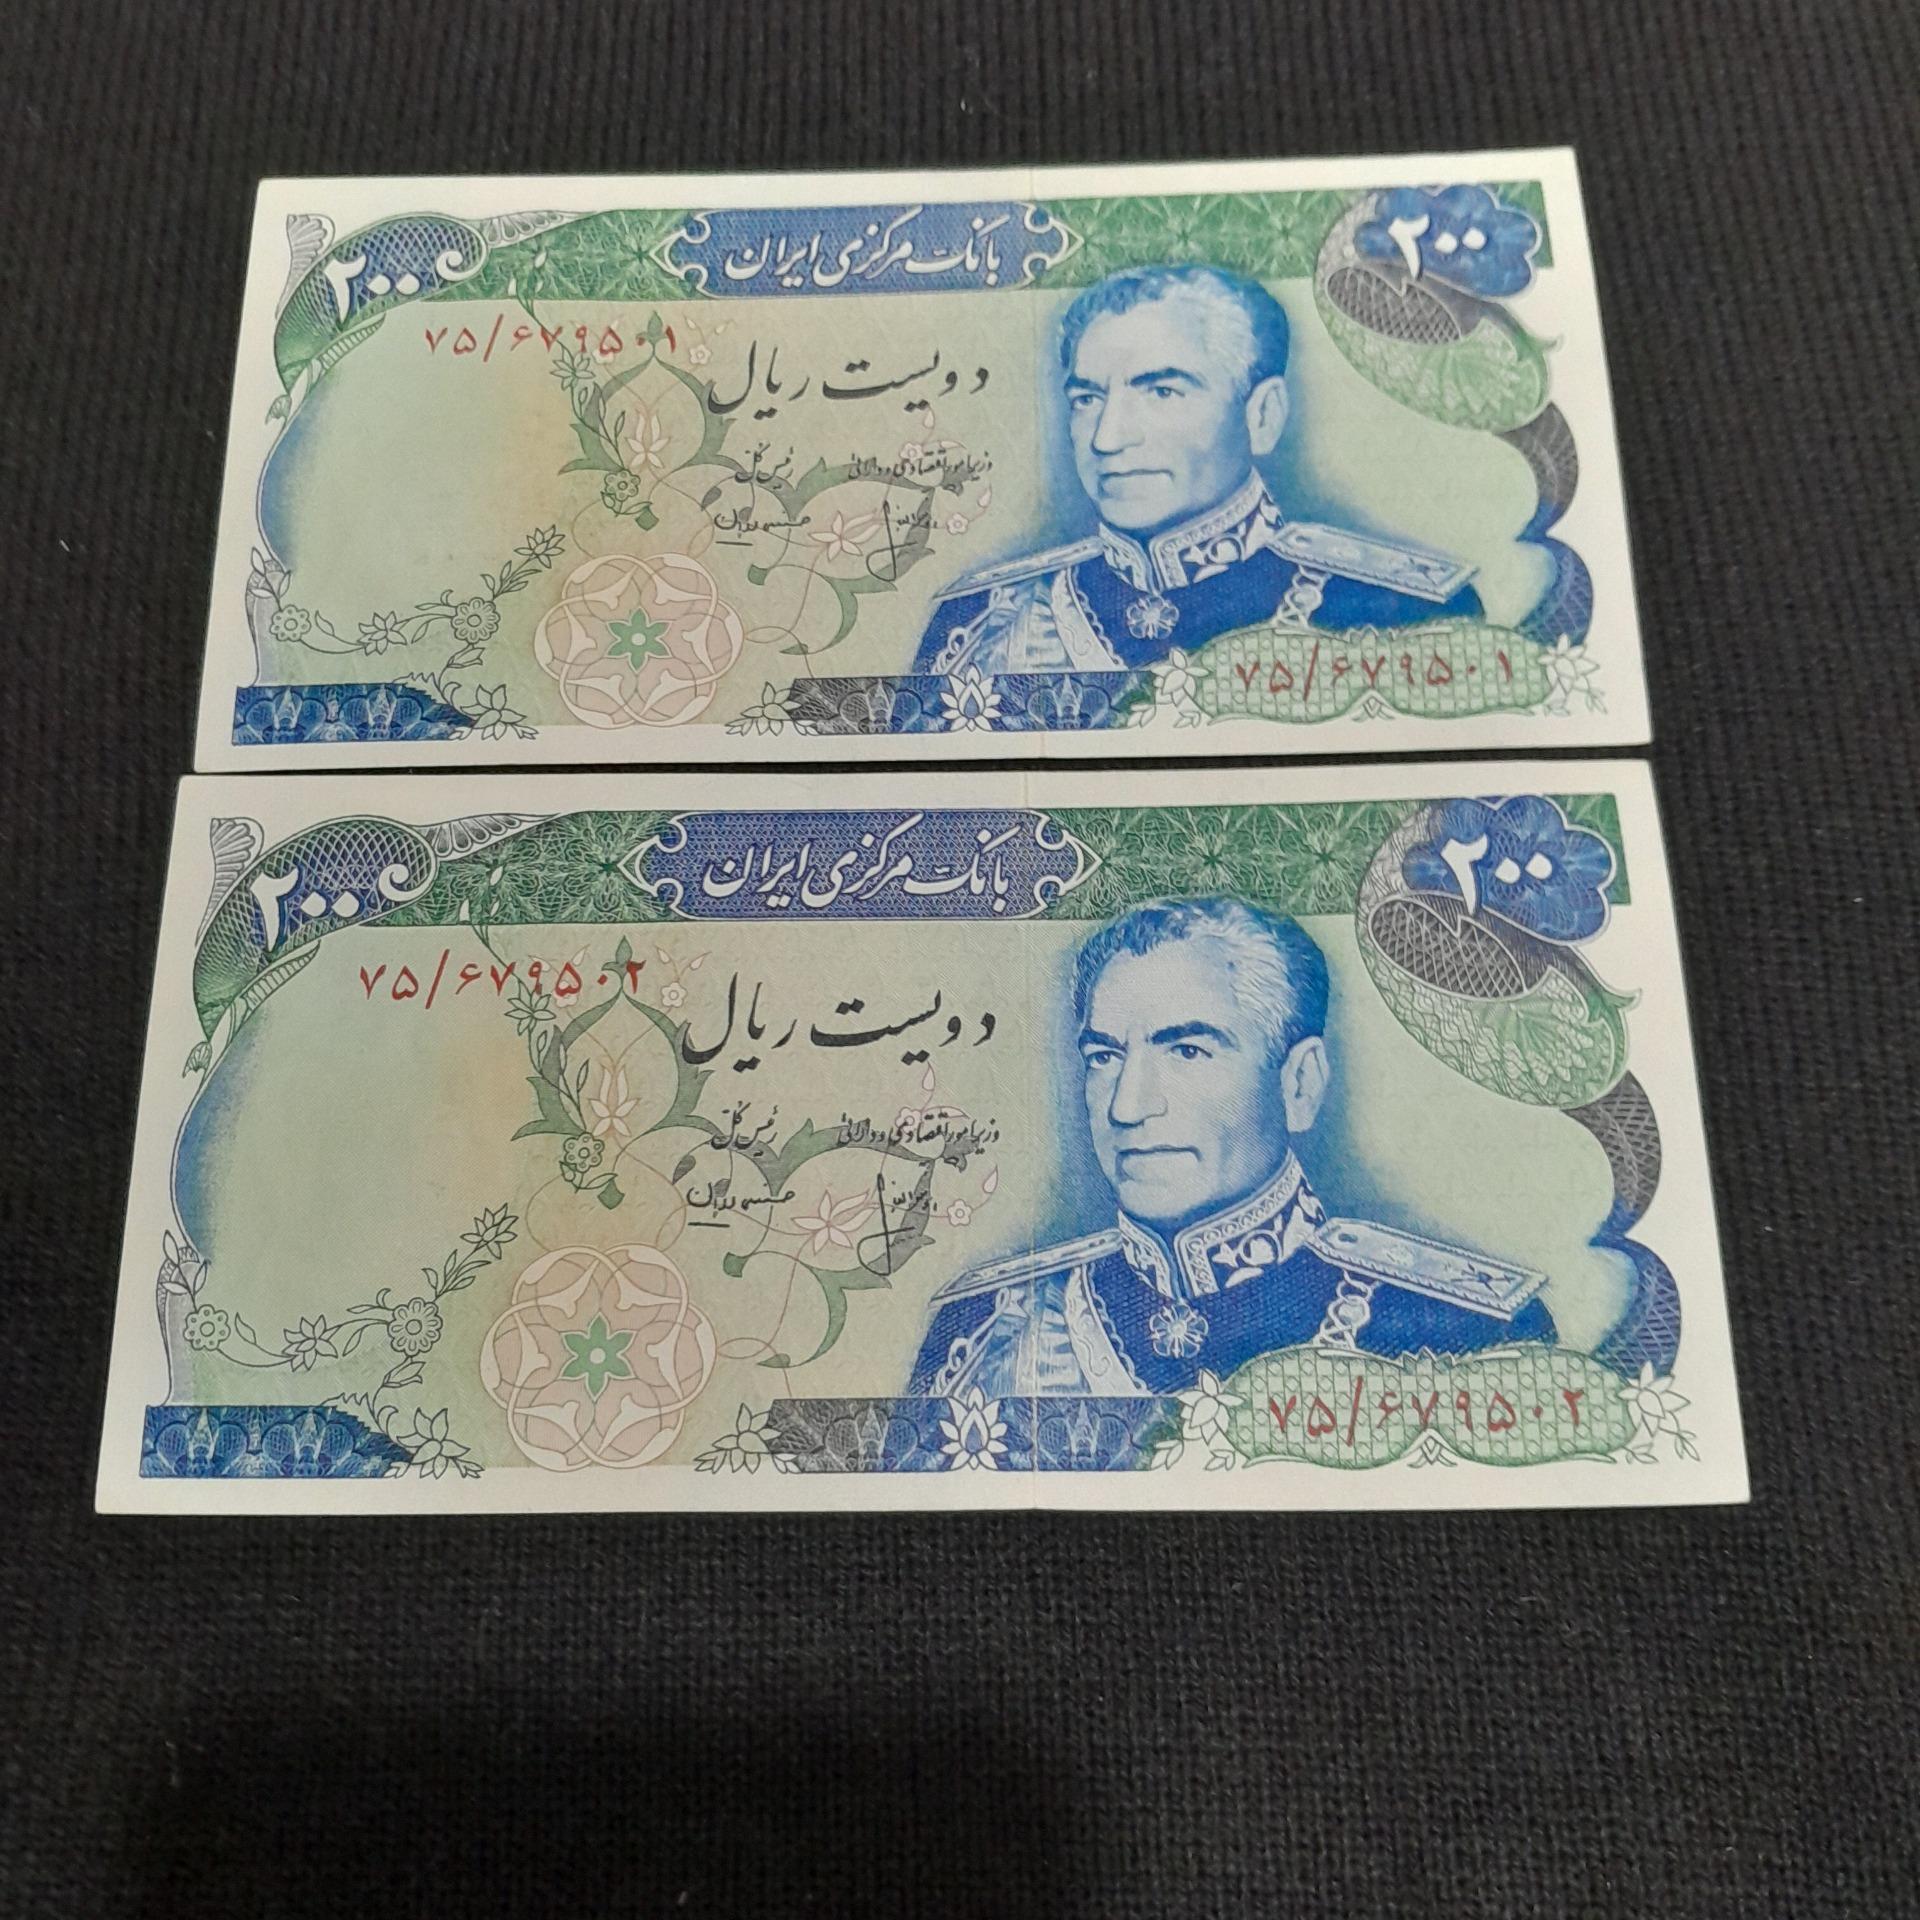 بانک مرکزی ایران
۲۰۰
۲۰۰
۷۵/۶۷۹۵۰۱
دویست ریال
وزیر امور اقتصادی و دارائی
رئیس کل
۷۵/۶۷۹۵۰۱
بانک مرکزی ایران
۲۰۰
۲۰۰
۷۵/۶۷۹۵۰۲
دویست ریال
وزیر امور اقتصادی و دارائی
رئیس کل
۷۵/۶۷۹۵۰۲